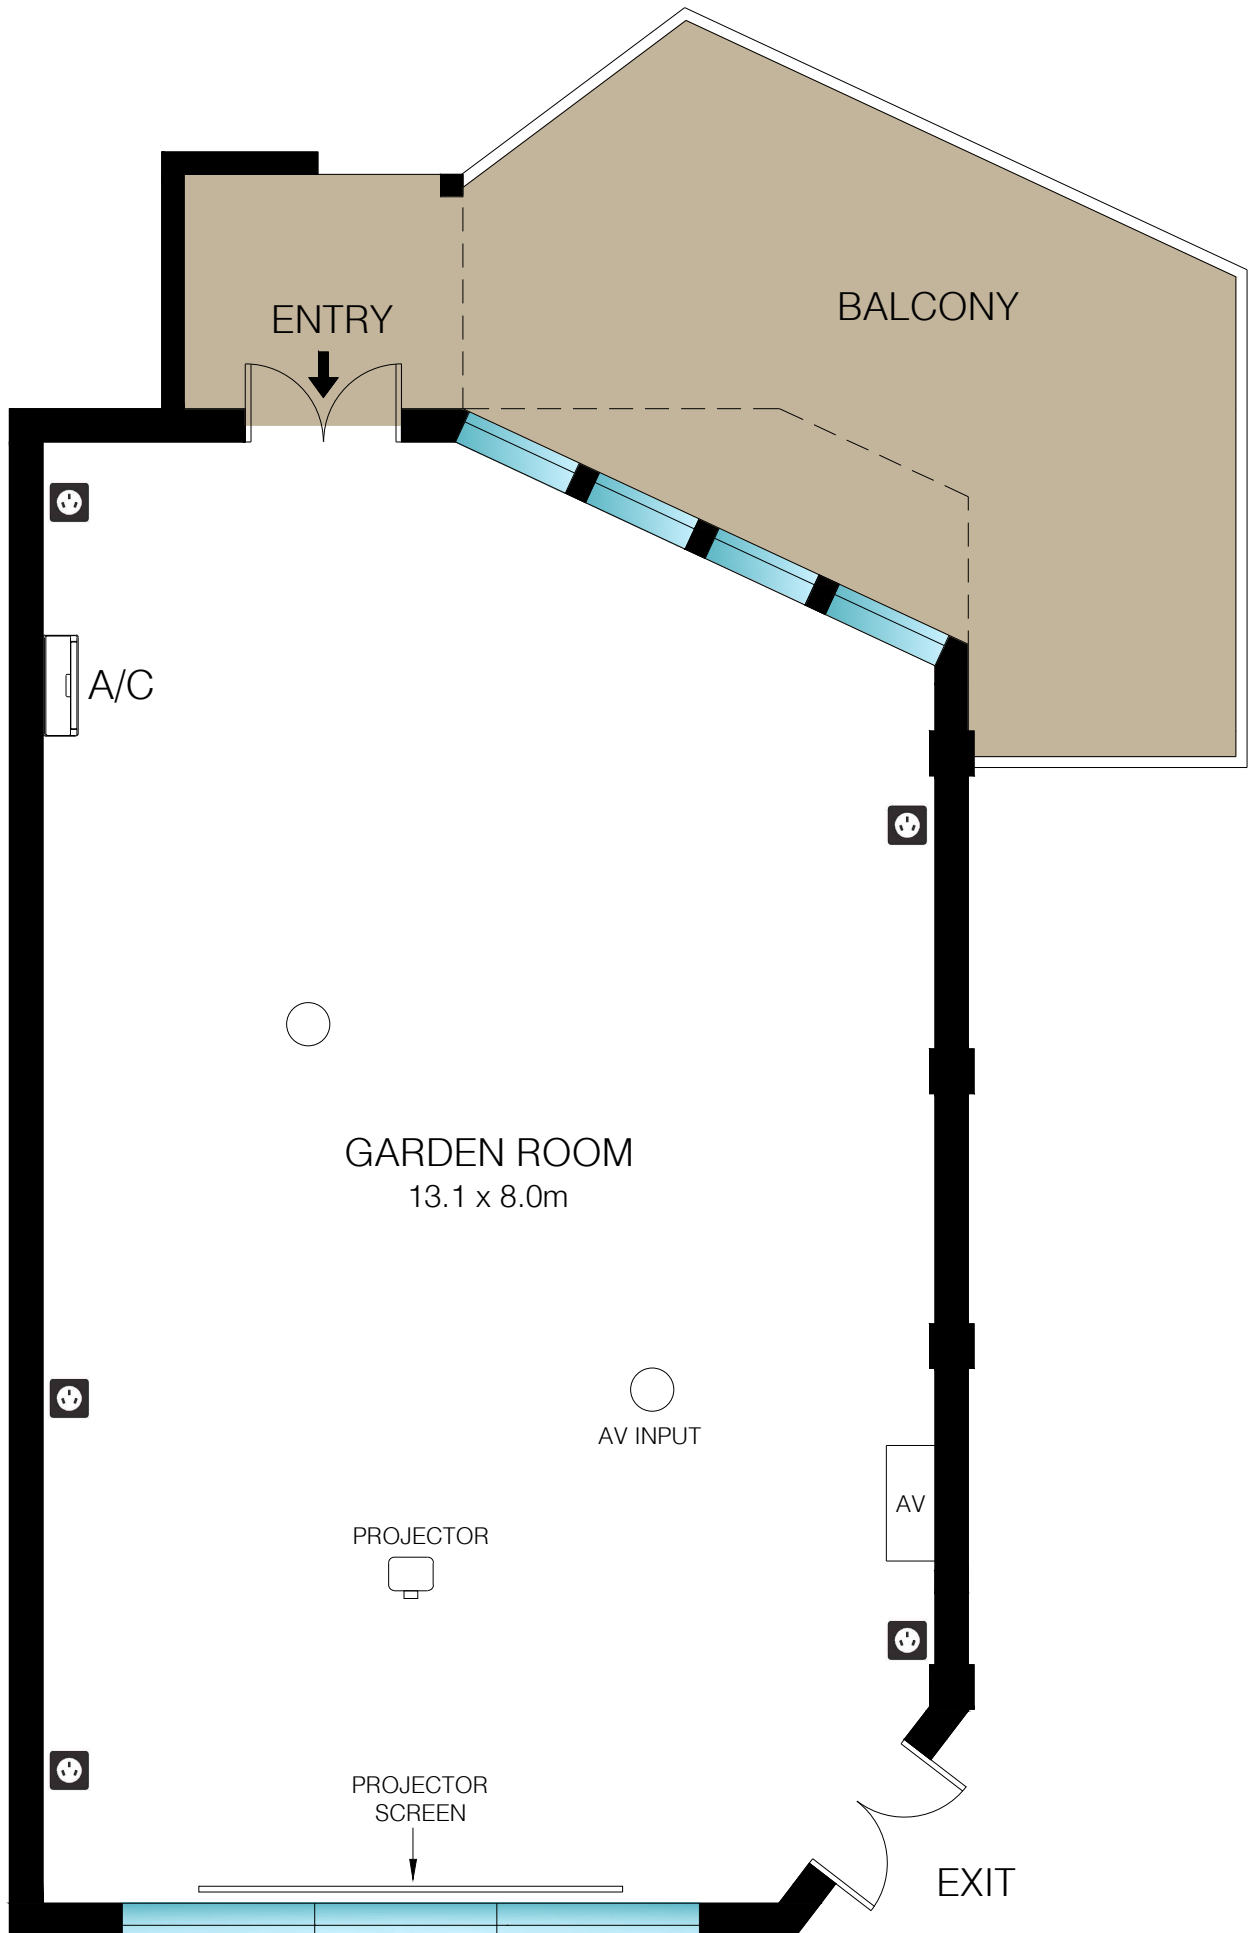 ENTRY
BALCONY
A/C
GARDEN ROOM
13.1 x 8.0m
AV INPUT
AV
PROJECTOR
PROJECTOR
SCREEN
EXIT